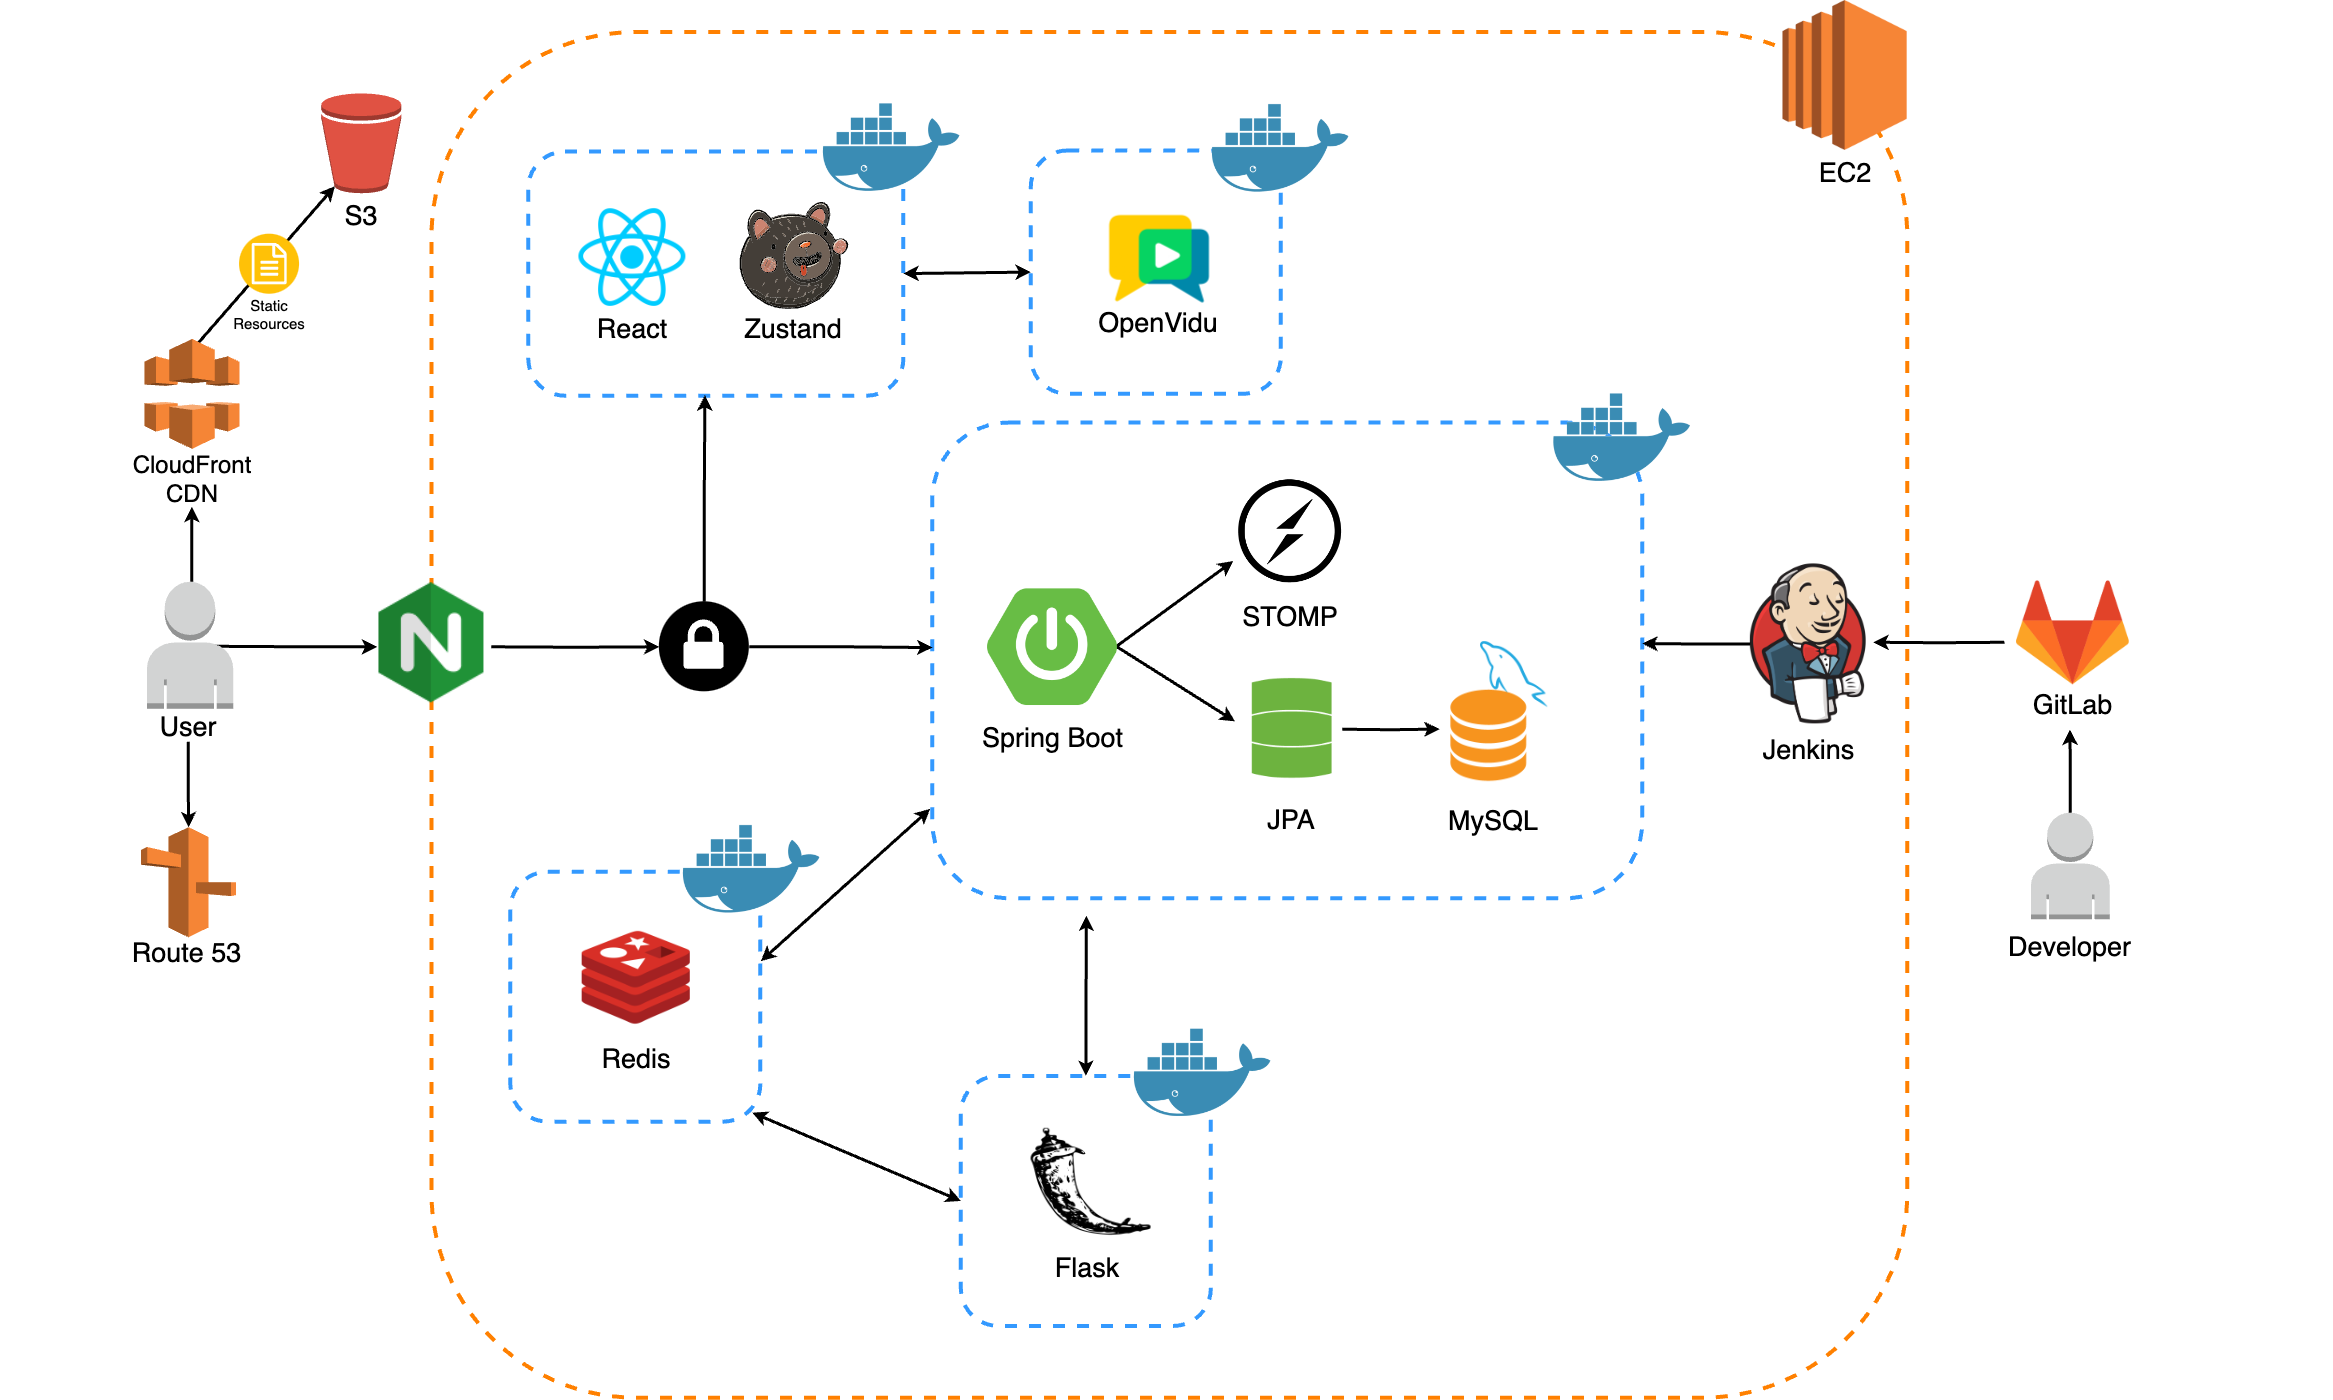 EC2
S3
Static
Resources
React
Zustand
OpenVidu
CloudFront
CDN
STOMP
User
Spring Boot
JPA
MySQL
Jenkins
GitLab
Route 53
Developer
Redis
Flask